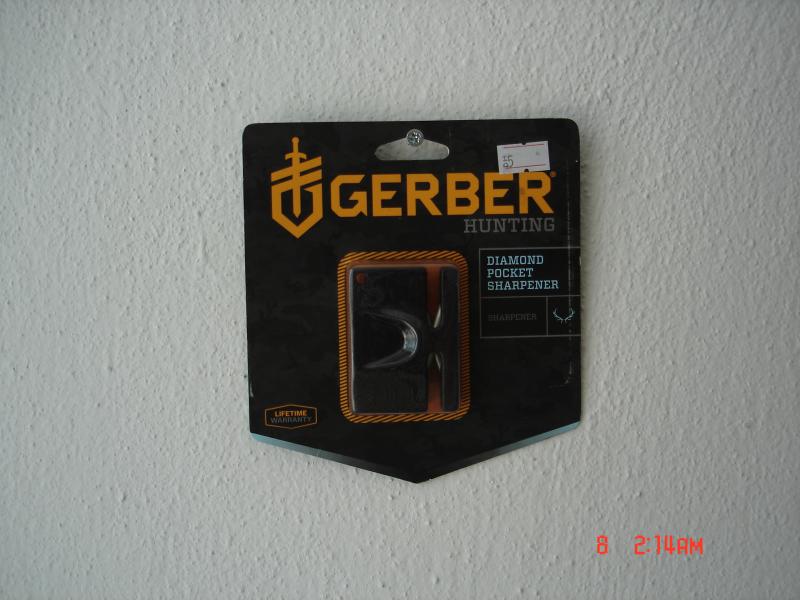 GERBER
HUNTING
DIAMOND
POCKET
SHARPENER
SHARPENER
LIFETIME
WARRANTY
8 2:14AM